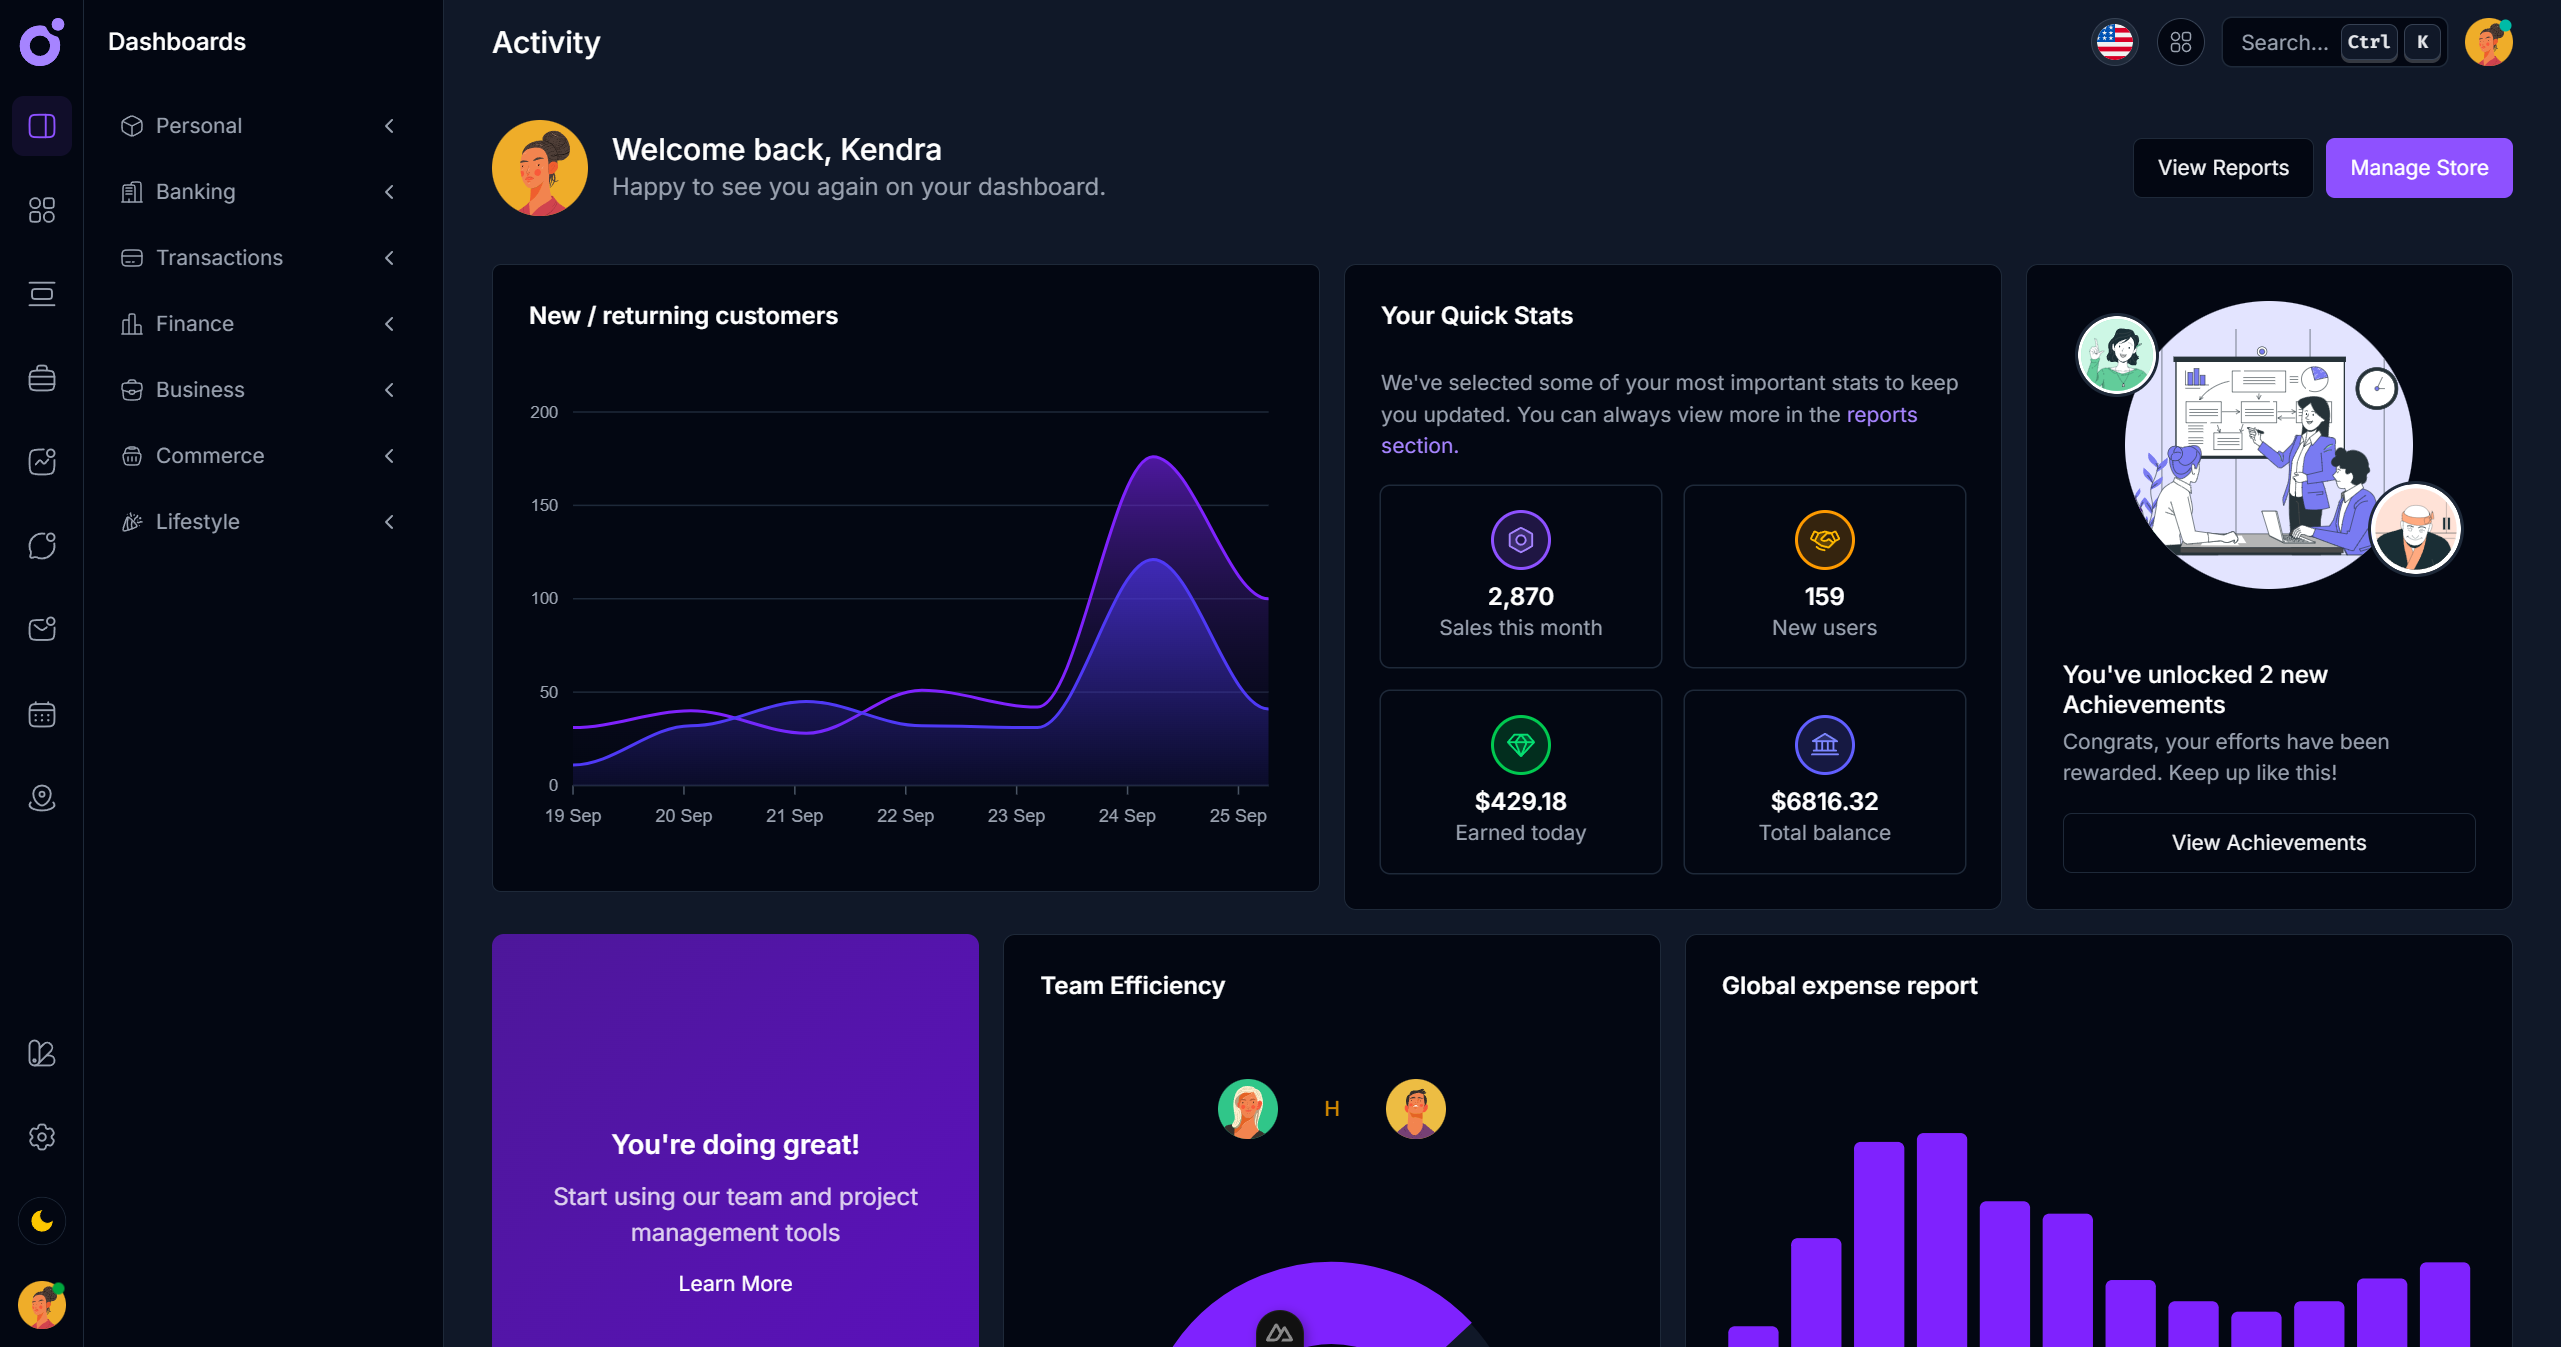 Dashboards
Personal
Banking
Transactions
Finance
Business
Commerce
Lifestyle
Activity
Search...
Ctrl
K
Welcome back, Kendra
Happy to see you again on your dashboard.
View Reports
Manage Store
New / returning customers
200
150
100
50
0
19 Sep
20 Sep
21 Sep
22 Sep
23 Sep
24 Sep
25 Sep
Your Quick Stats
We've selected some of your most important stats to keep
you updated. You can always view more in the reports
section.
2,870
Sales this month
159
New users
$429.18
Earned today
$6816.32
Total balance
You've unlocked 2 new
Achievements
Congrats, your efforts have been
rewarded. Keep up like this!
View Achievements
You're doing great!
Start using our team and project
management tools
Learn More
Team Efficiency
H
Global expense report